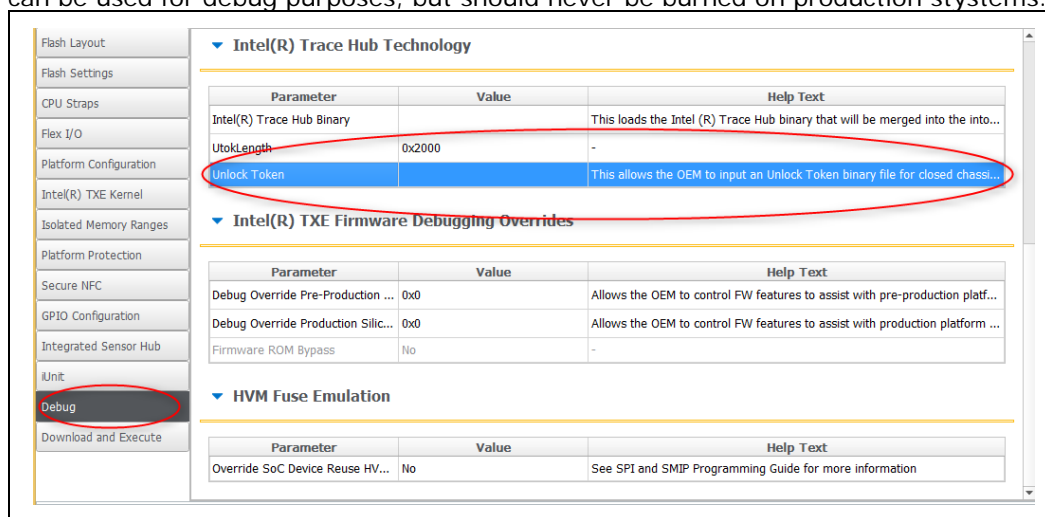 can be used for debug purposes, but should never be burned on production stystems.
Flash Layout
Flash Settings
CPU Straps
Flex I/O
Platform Configuration
Intel(R) TXE Kernel
Isolated Memory Ranges
Platform Protection
Secure NFC
GPIO Configuration
Integrated Sensor Hub
iUnit
Debug
Download and Execute
Intel(R) Trace Hub Technology
Parameter Value Help Text
Intel(R) Trace Hub Binary This loads the Intel (R) Trace Hub binary that will be merged into the into...
UtokLength 0x2000 -
Unlock Token This allows the OEM to input an Unlock Token binary file for closed chassi...
Intel(R) TXE Firmware Debugging Overrides
Parameter Value Help Text
Debug Override Pre-Production ... 0x0 Allows the OEM to control FW features to assist with pre-production platf...
Debug Override Production Silic... 0x0 Allows the OEM to control FW features to assist with production platform ...
Firmware ROM Bypass No -
HVM Fuse Emulation
Parameter Value Help Text
Override SoC Device Reuse HV... No See SPI and SMIP Programming Guide for more information